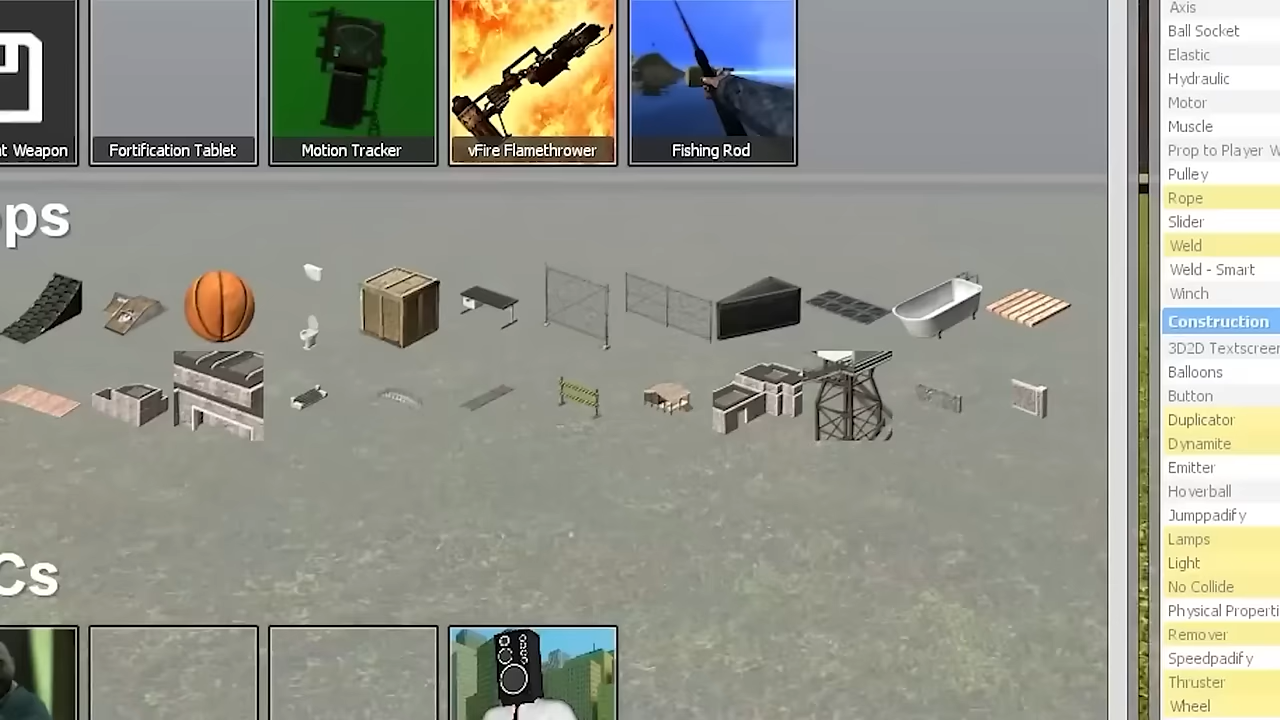 t Weapon
Fortification Tablet
Motion Tracker
vFire Flamethrower
Fishing Rod
ps
Cs
Axis
Ball Socket
Elastic
Hydraulic
Motor
Muscle
Prop to Player W
Pulley
Rope
Slider
Weld
Weld - Smart
Winch
Construction
3D2D Textscreen
Balloons
Button
Duplicator
Dynamite
Emitter
Hoverball
Jumppadify
Lamps
Light
No Collide
Physical Properti
Remover
Speedpadify
Thruster
Wheel